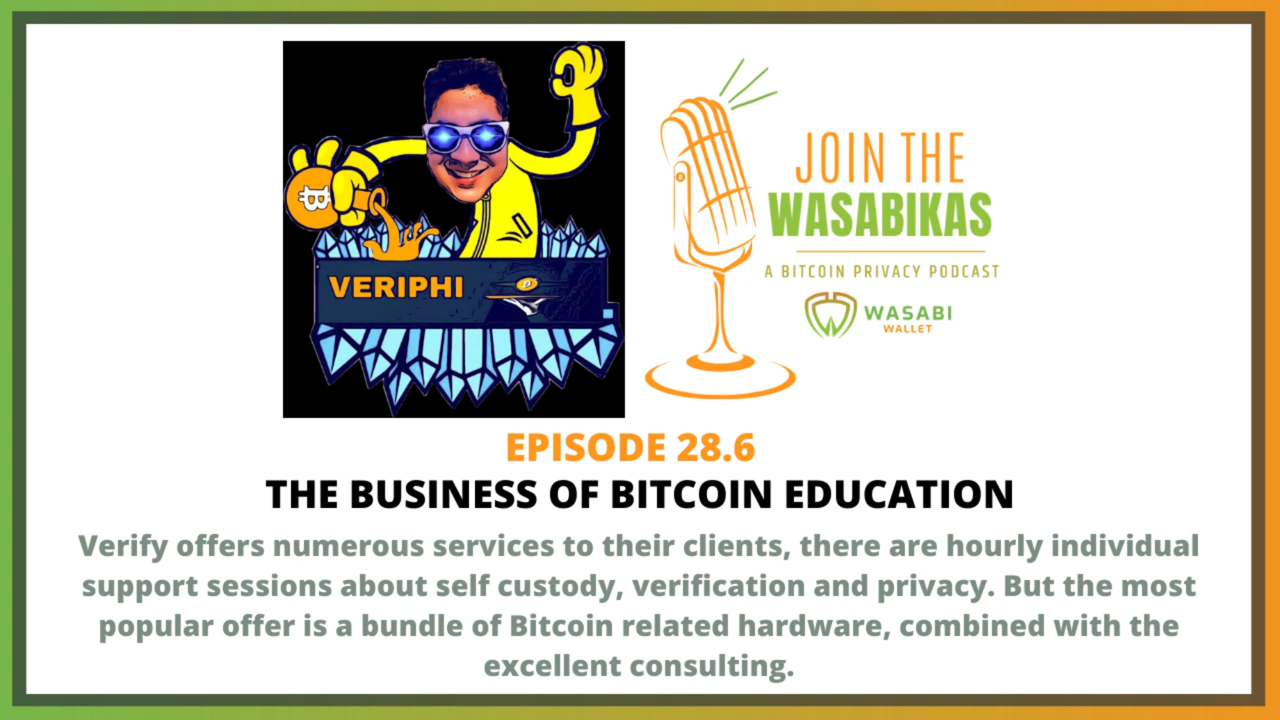 VERIPHI
JOIN THE
WASABIKAS
A BITCOIN PRIVACY PODCAST
WASABI
WALLET
EPISODE 28.6
THE BUSINESS OF BITCOIN EDUCATION
Verify offers numerous services to their clients, there are hourly individual
support sessions about self custody, verification and privacy. But the most
popular offer is a bundle of Bitcoin related hardware, combined with the
excellent consulting.